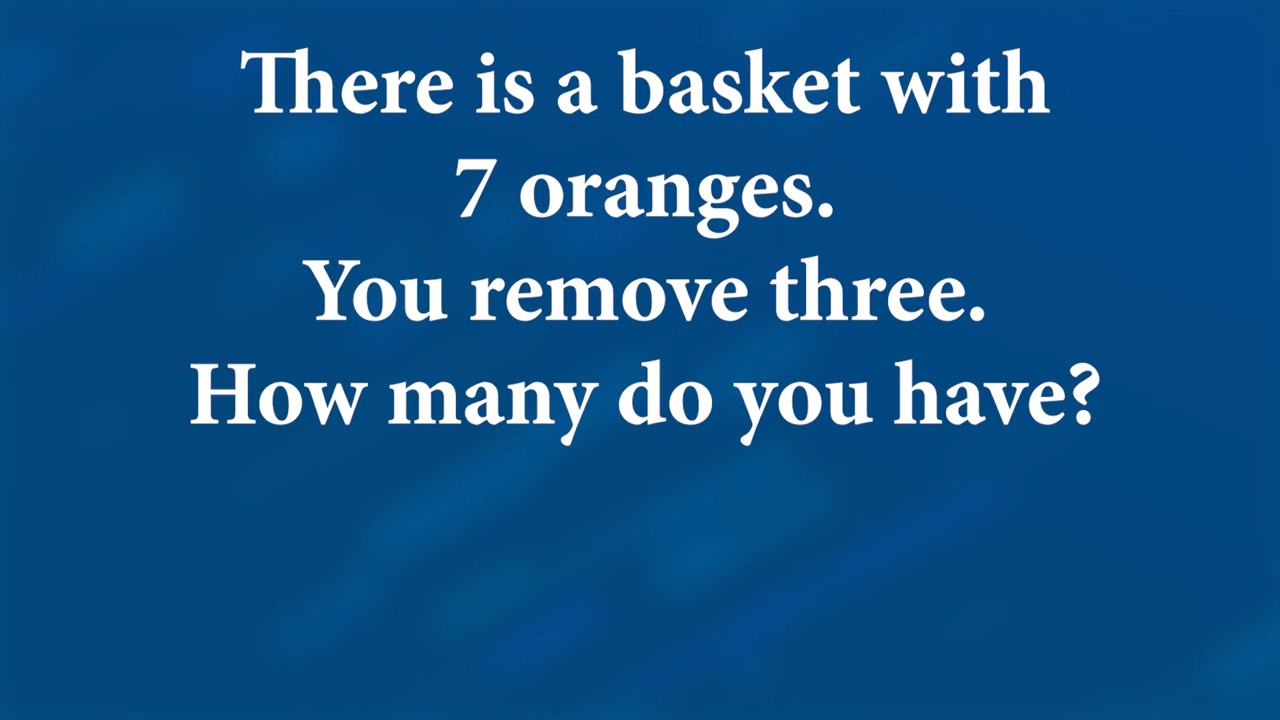 There is a basket with
7 oranges.
You remove three.
How many do you have?